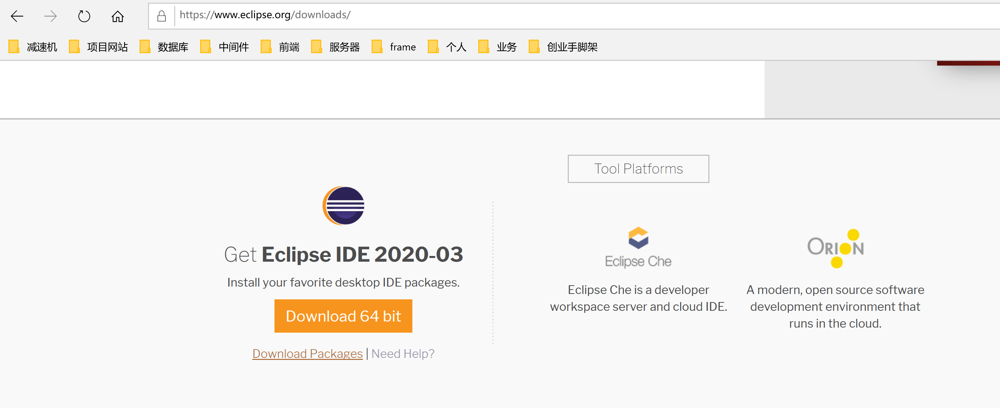 https://www.eclipse.org/downloads/
减速机 项目网站 数据库 中间件 前端 服务器 frame 个人 业务 创业手脚架
Tool Platforms
Get Eclipse IDE 2020-03
Install your favorite desktop IDE packages.
Download 64 bit
Download Packages | Need Help?
Eclipse Che
Eclipse Che is a developer
workspace server and cloud IDE.
ORION
A modern, open source software
development environment that
runs in the cloud.